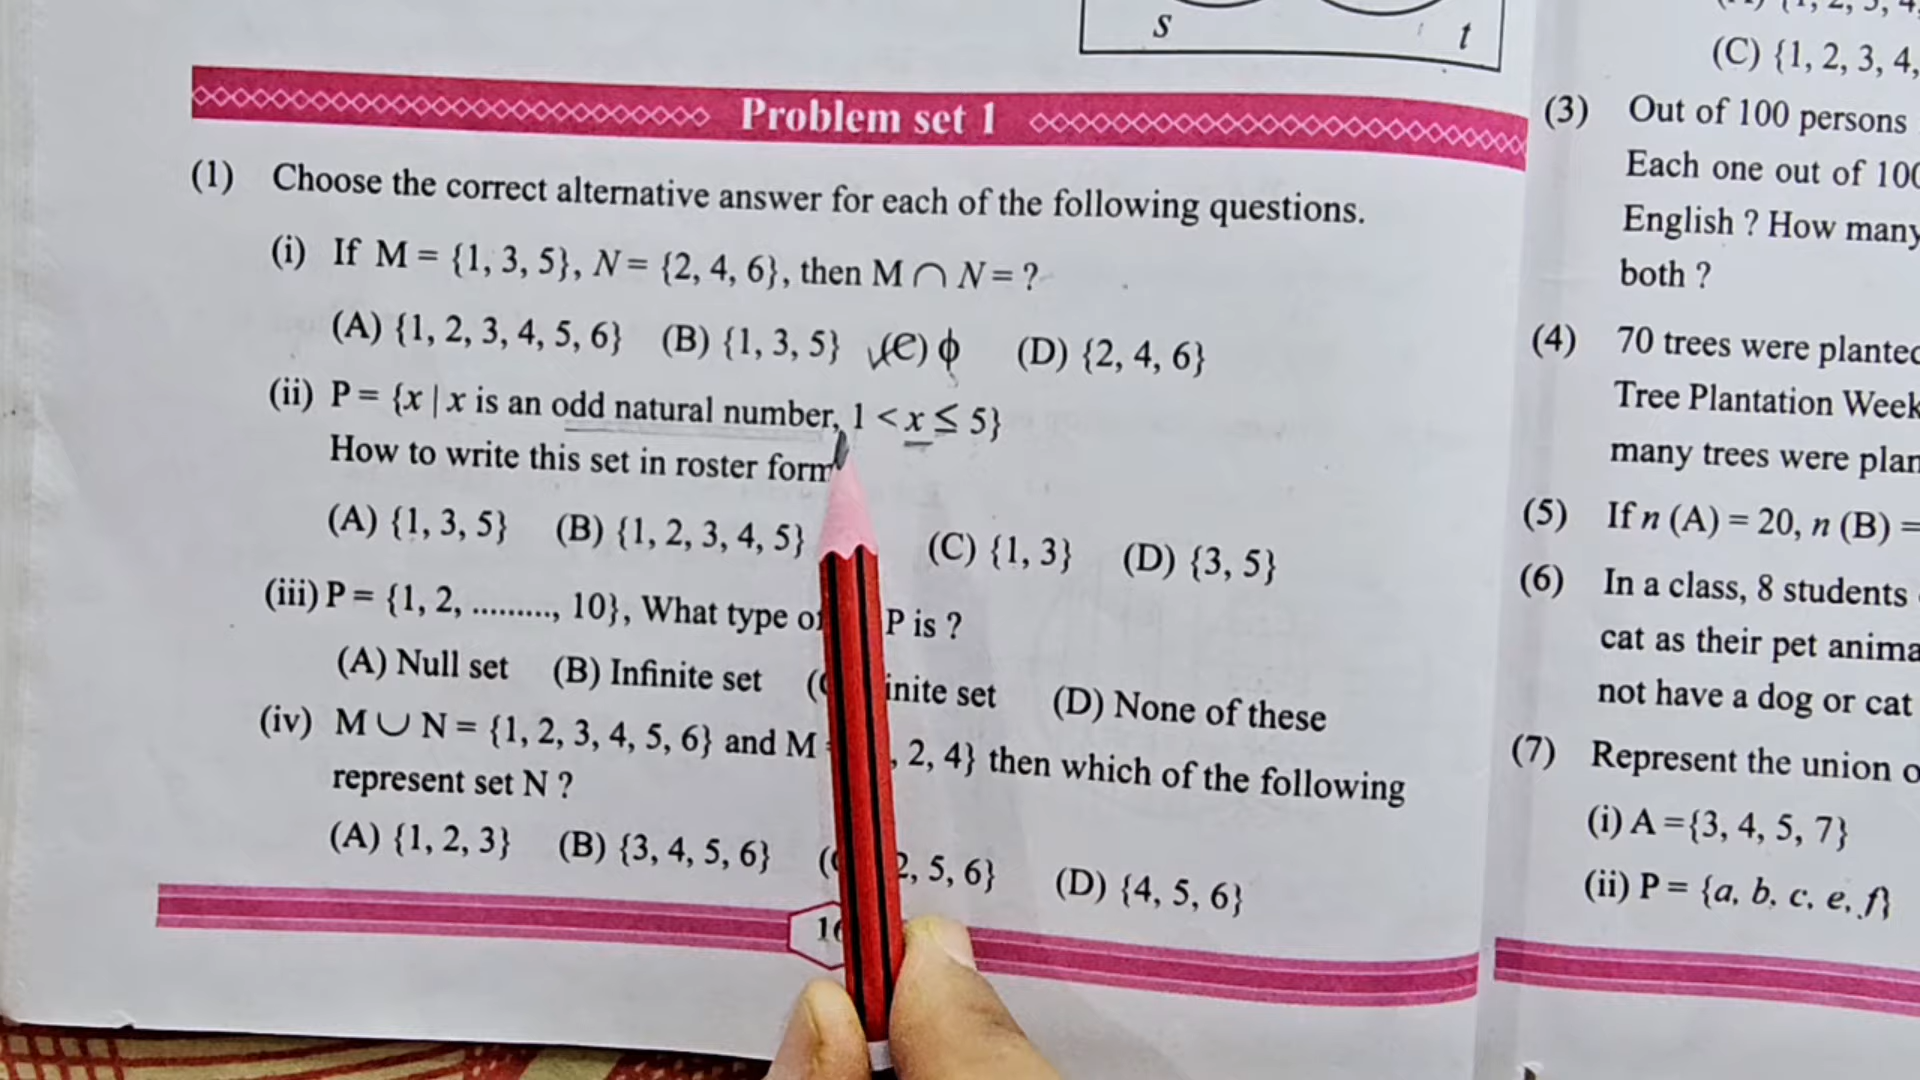 s t
Problem set 1
(1) Choose the correct alternative answer for each of the following questions.
(i) If M = {1, 3, 5}, N = {2, 4, 6}, then M ∩ N = ?
(A) {1, 2, 3, 4, 5, 6} (B) {1, 3, 5} (C) ϕ (D) {2, 4, 6}
(ii) P = {x | x is an odd natural number, 1 < x ≤ 5}
How to write this set in roster form
(A) {1, 3, 5} (B) {1, 2, 3, 4, 5} (C) {1, 3} (D) {3, 5}
(iii) P = {1, 2, ........., 10}, What type of P is ?
(A) Null set (B) Infinite set inite set (D) None of these
(iv) M ∪ N = {1, 2, 3, 4, 5, 6} and M , 2, 4} then which of the following
represent set N ?
(A) {1, 2, 3} (B) {3, 4, 5, 6} 2, 5, 6} (D) {4, 5, 6}
(C) {1, 2, 3, 4,
(3) Out of 100 persons
Each one out of 100
English ? How many
both ?
(4) 70 trees were planted
Tree Plantation Week
many trees were plan
(5) If n (A) = 20, n (B) =
(6) In a class, 8 students
cat as their pet anima
not have a dog or cat
(7) Represent the union o
(i) A ={3, 4, 5, 7}
(ii) P = {a, b, c, e, f}